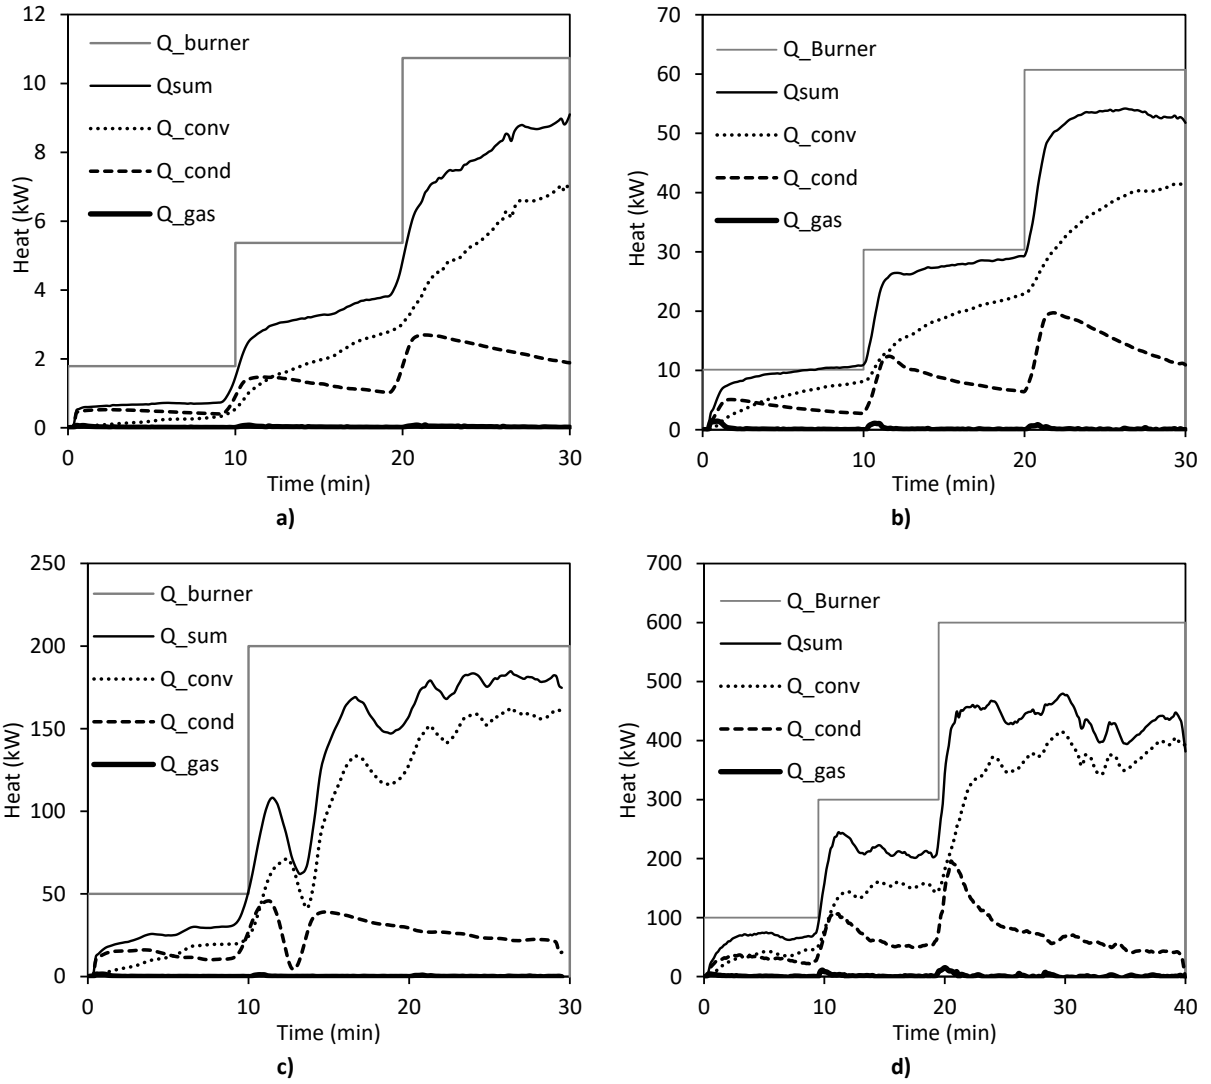 12
10
8
6
4
2
0
Heat (kW)
Q_burner
Qsum
Q_conv
Q_cond
Q_gas
0 10 20 30
Time (min)
a)
70
60
50
40
30
20
10
0
Heat (kW)
Q_Burner
Qsum
Q_conv
Q_cond
Q_gas
0 10 20 30
Time (min)
b)
250
200
150
100
50
0
Heat (kW)
Q_burner
Q_sum
Q_conv
Q_cond
Q_gas
0 10 20 30
Time (min)
c)
700
600
500
400
300
200
100
0
Heat (kW)
Q_Burner
Qsum
Q_conv
Q_cond
Q_gas
0 10 20 30 40
Time (min)
d)